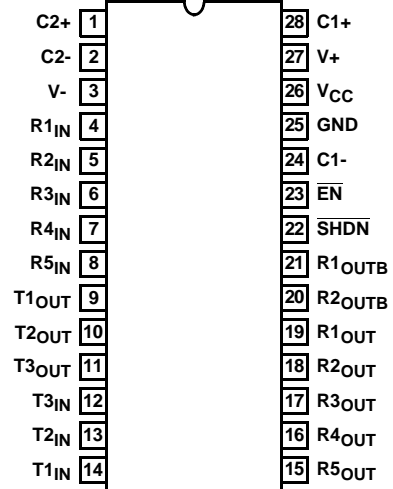 C2+ 1 28 C1+
C2- 2 27 V+
V- 3 26 VCC
R1IN 4 25 GND
R2IN 5 24 C1-
R3IN 6 23 EN
R4IN 7 22 SHDN
R5IN 8 21 R1OUTB
T1OUT 9 20 R2OUTB
T2OUT 10 19 R1OUT
T3OUT 11 18 R2OUT
T3IN 12 17 R3OUT
T2IN 13 16 R4OUT
T1IN 14 15 R5OUT